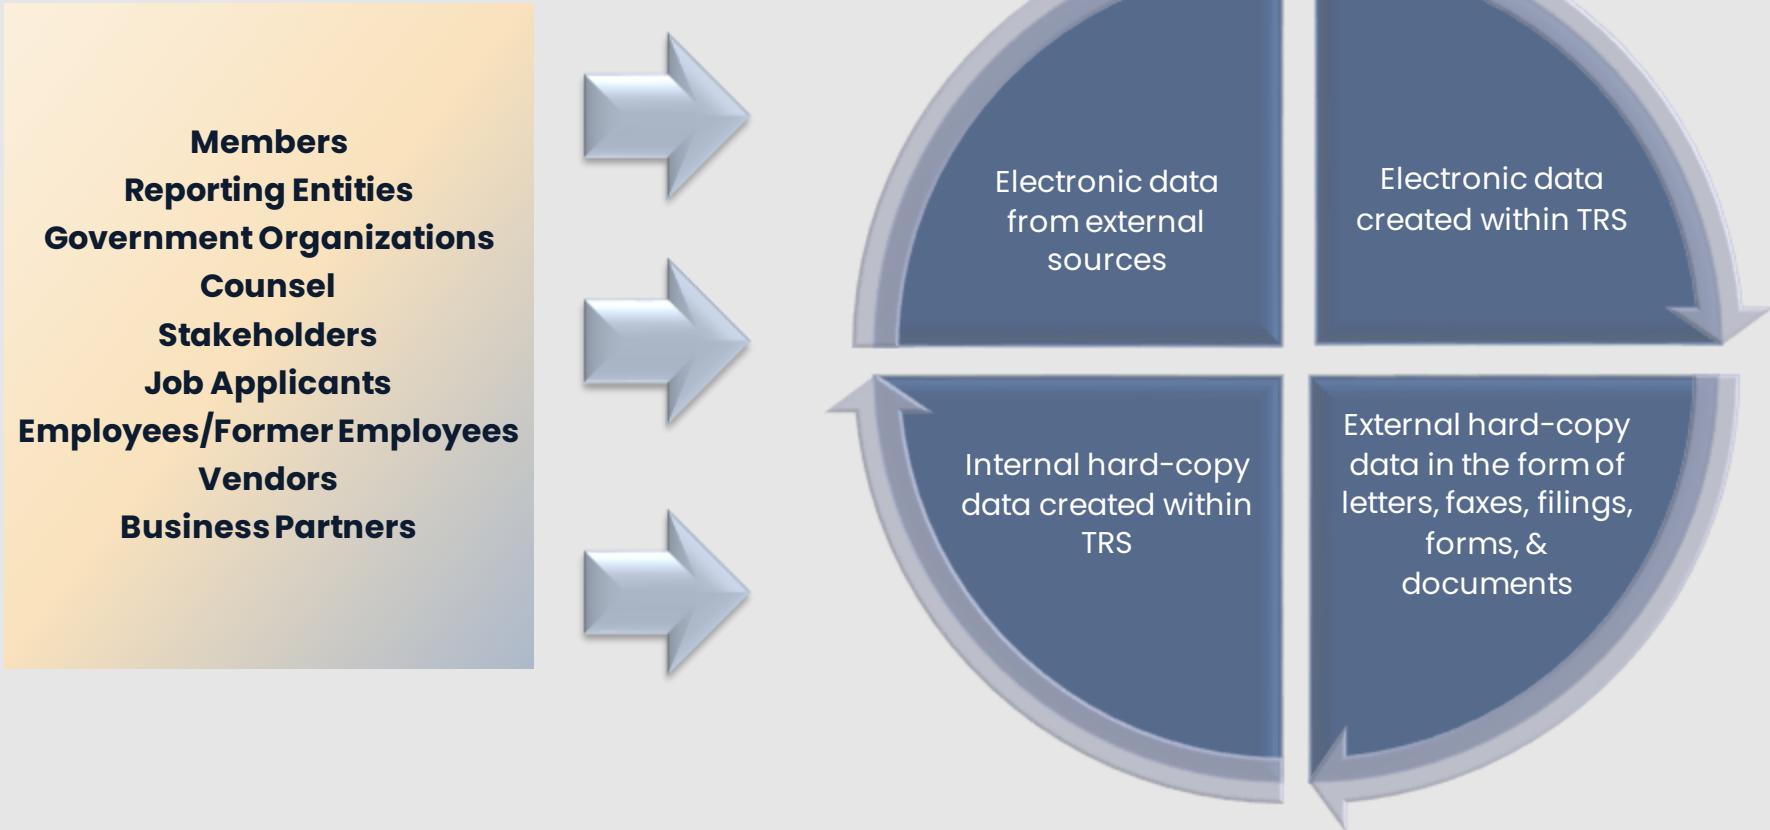 Members
Reporting Entities
Government Organizations
Counsel
Stakeholders
Job Applicants
Employees/Former Employees
Vendors
Business Partners
Electronic data
from external
sources
Electronic data
created within TRS
Internal hard-copy
data created within
TRS
External hard-copy
data in the form of
letters, faxes, filings,
forms, &
documents